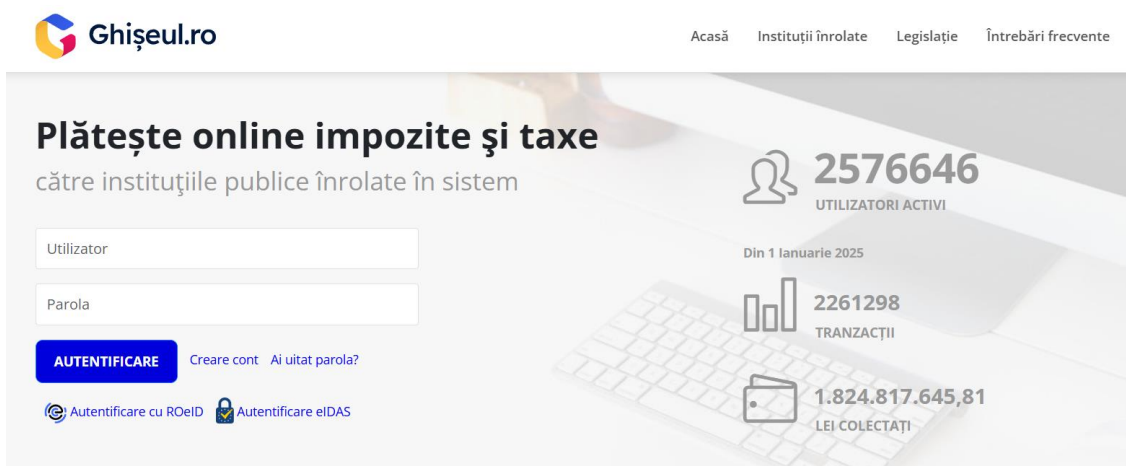 Ghișeul.ro
Acasă Instituții înrolate Legislație Întrebări frecvente
Plătește online impozite şi taxe
către instituţiile publice înrolate în sistem
Utilizator
Parola
AUTENTIFICARE Creare cont Ai uitat parola?
Autentificare cu ROeID Autentificare eIDAS
2576646
UTILIZATORI ACTIVI
Din 1 Ianuarie 2025
2261298
TRANZACȚII
1.824.817.645,81
LEI COLECTAȚI